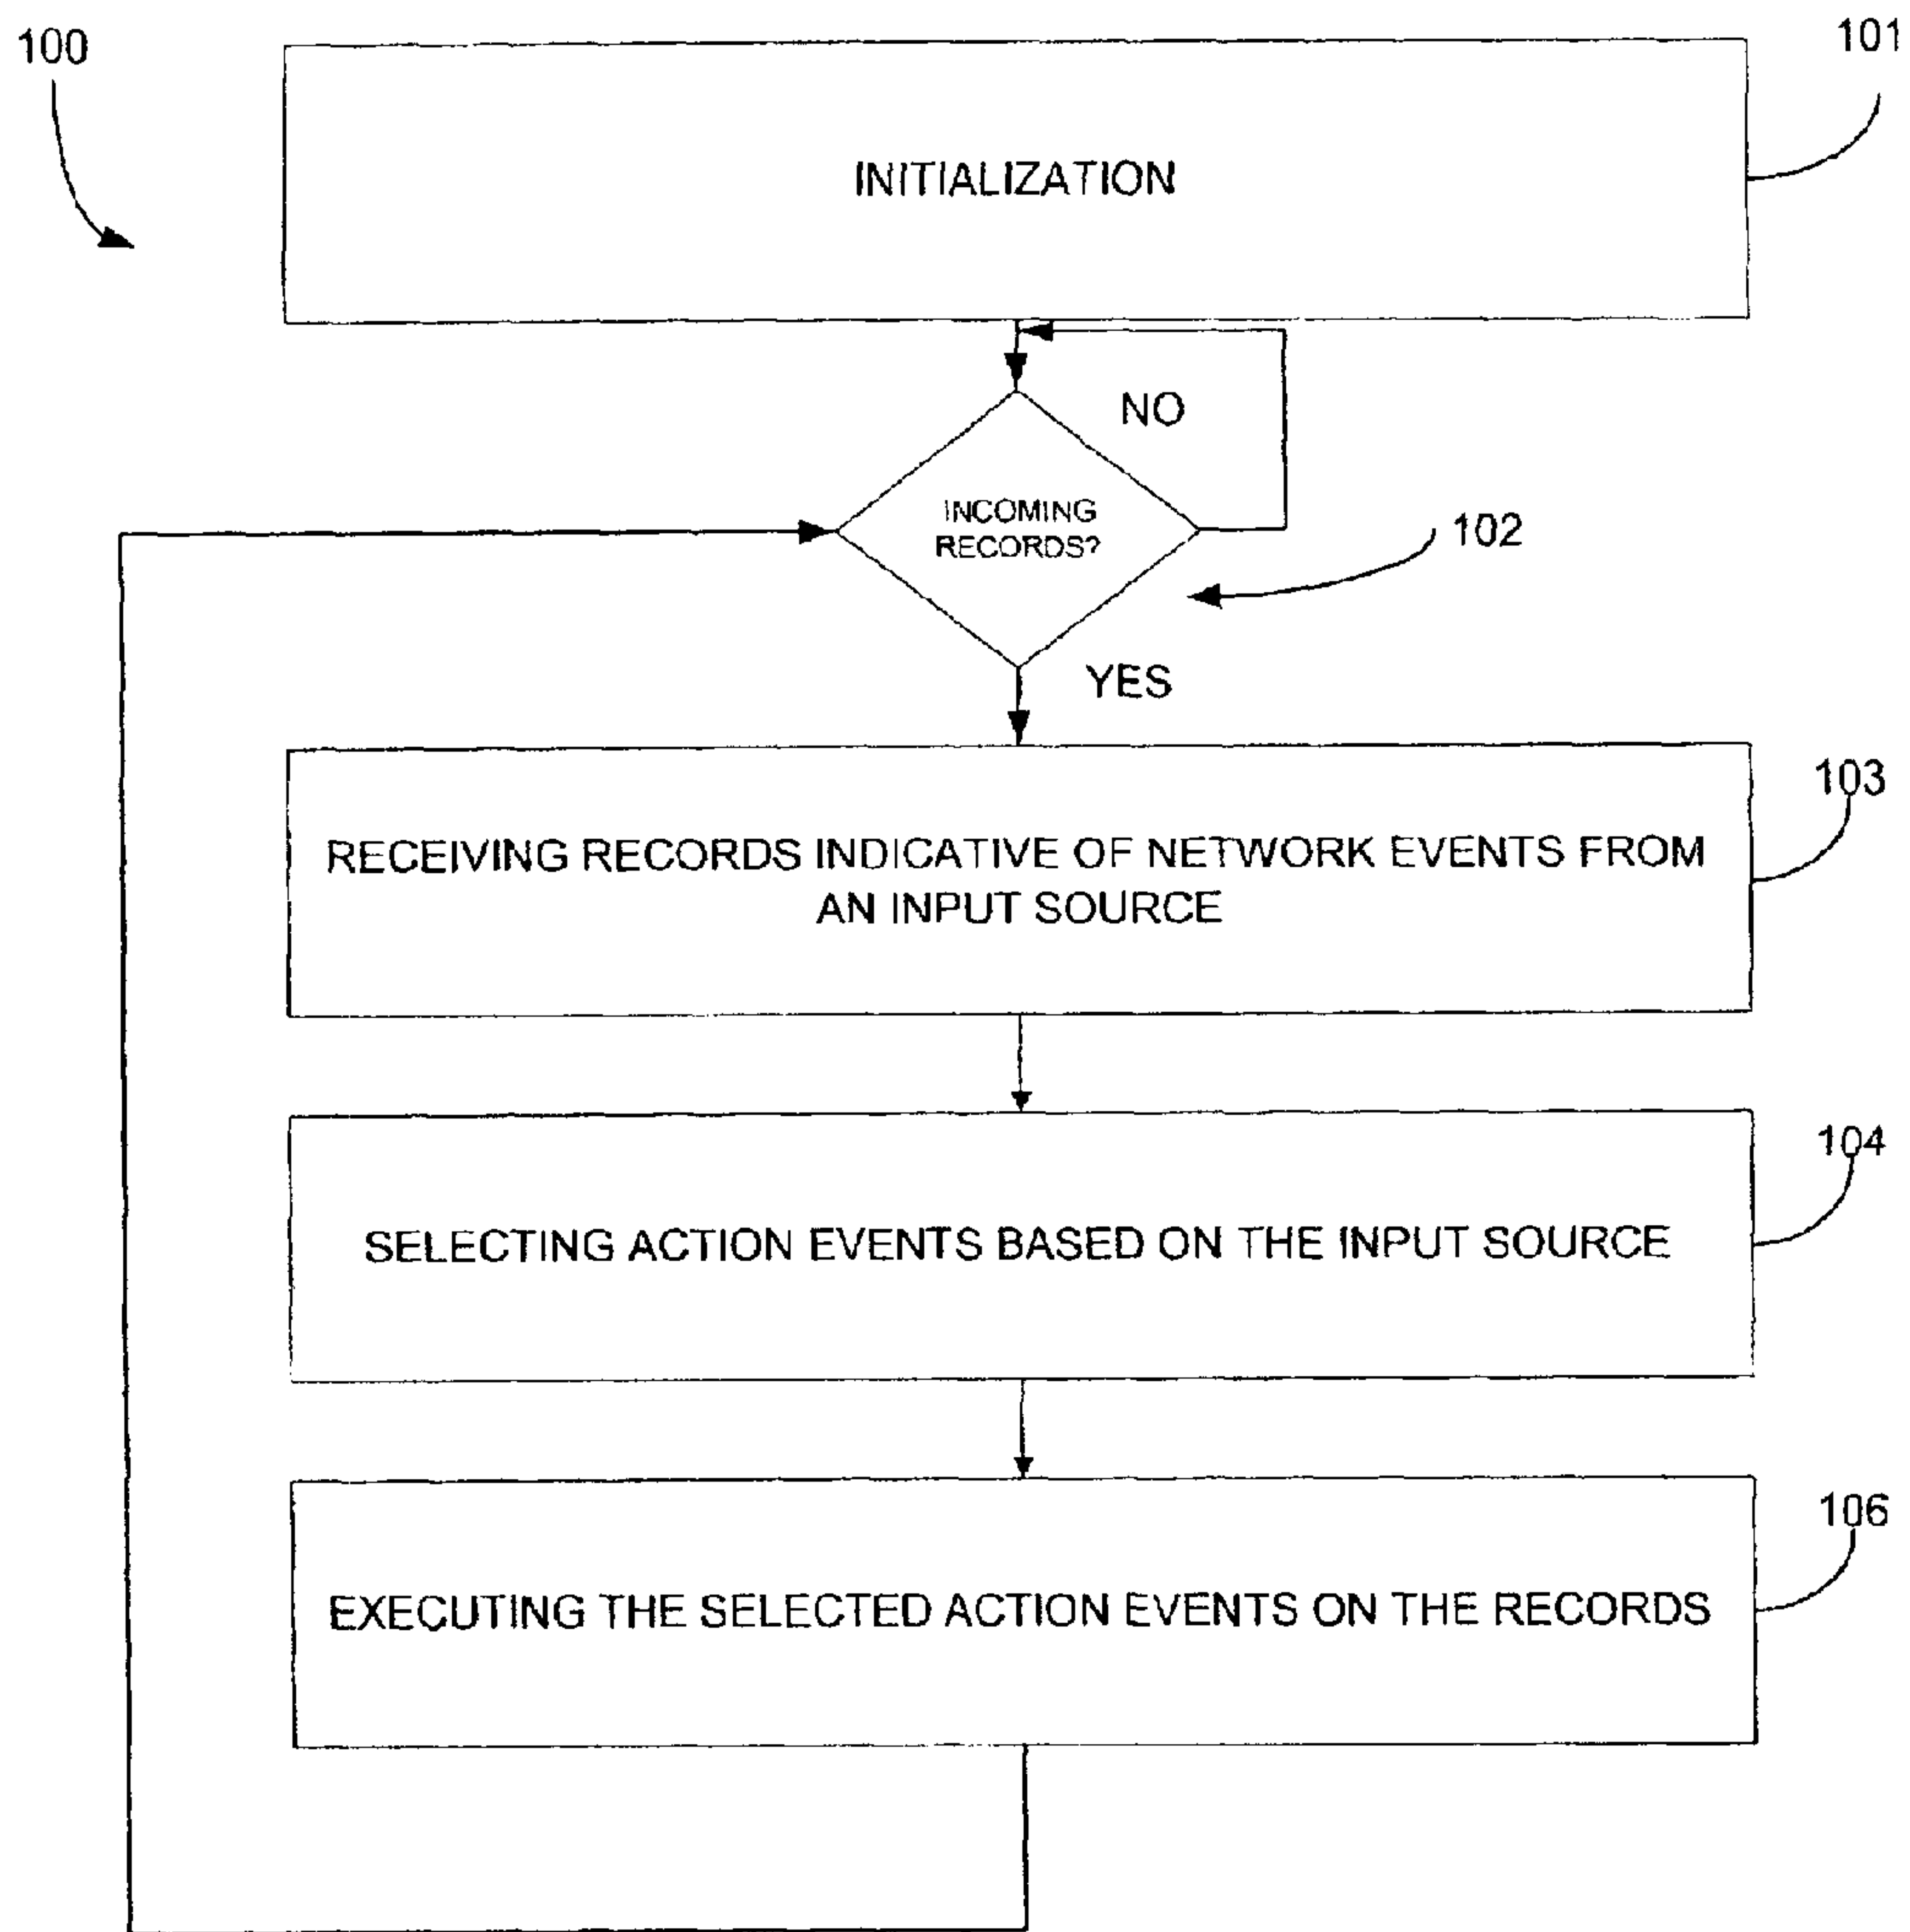 100
101
INITIALIZATION
NO
INCOMING
RECORDS?
102
YES
103
RECEIVING RECORDS INDICATIVE OF NETWORK EVENTS FROM
AN INPUT SOURCE
104
SELECTING ACTION EVENTS BASED ON THE INPUT SOURCE
106
EXECUTING THE SELECTED ACTION EVENTS ON THE RECORDS